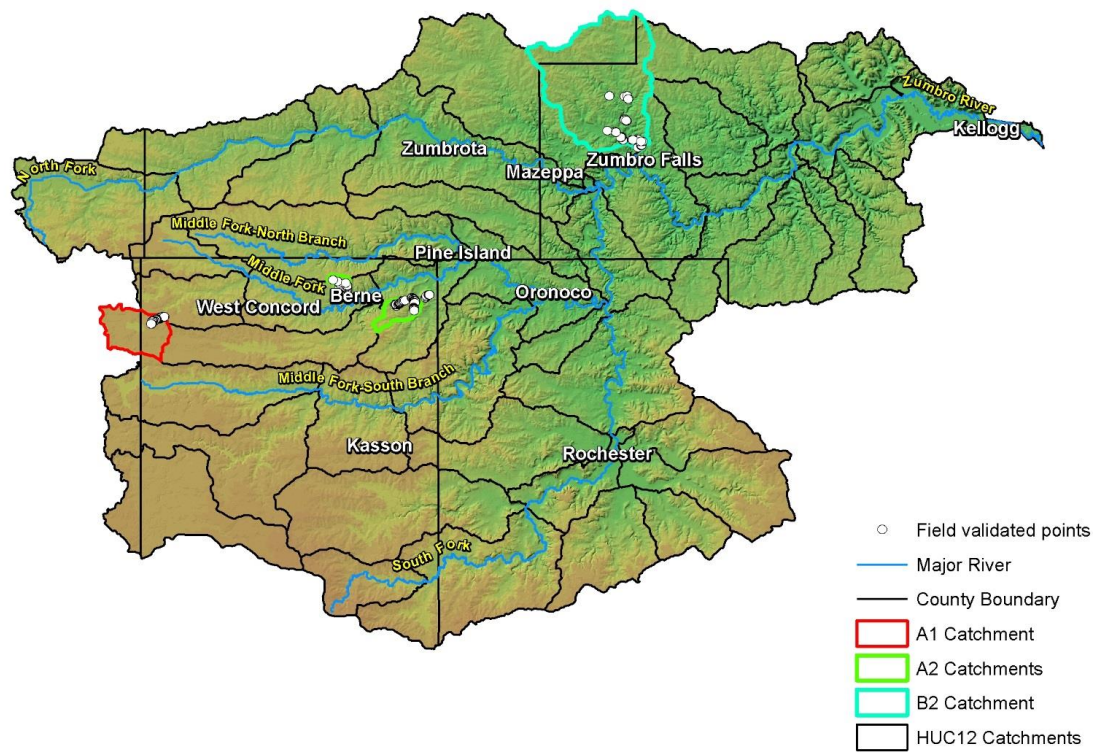 Zumbro River
Kellogg
Zumbrota
Zumbro Falls
Mazeppa
North Fork
Middle Fork-North Branch
Pine Island
Middle Fork
Berne
Oronoco
West Concord
Middle Fork-South Branch
Kasson
Rochester
South Fork
Field validated points
Major River
County Boundary
A1 Catchment
A2 Catchments
B2 Catchment
HUC12 Catchments